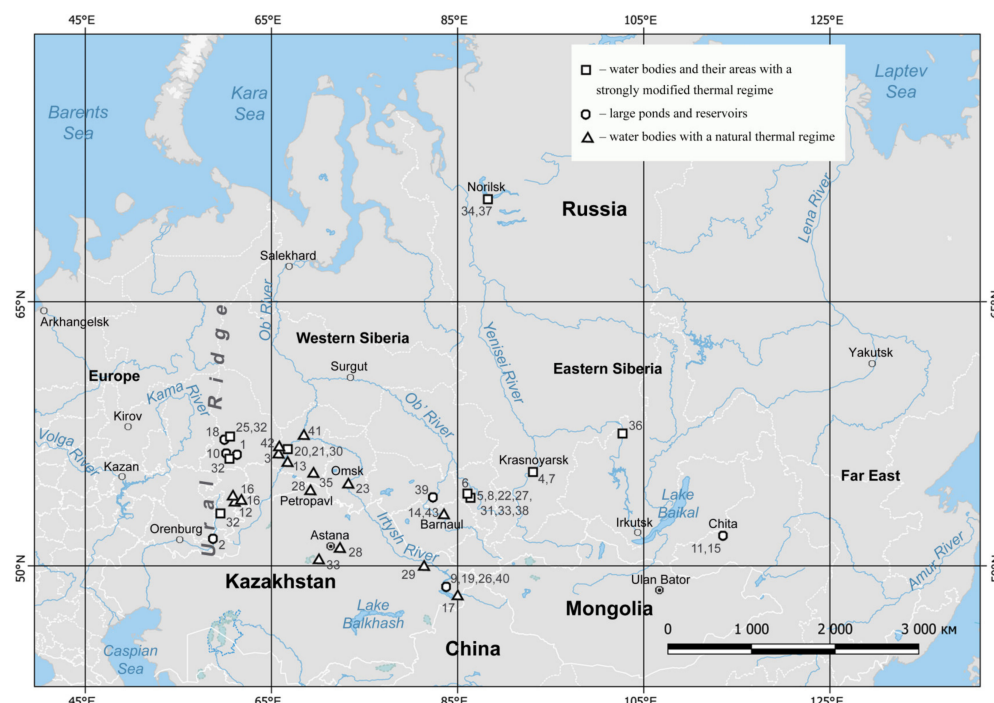 45°E 65°E 85°E 105°E 125°E
– water bodies and their areas with a
strongly modified thermal regime
– large ponds and reservoirs
– water bodies with a natural thermal regime
Barents
Sea
Kara
Sea
Laptev
Sea
Norilsk
34,37
Russia
Lena River
Salekhard
Ob' River
65°N
Arkhangelsk
Western Siberia
Yenisei River
Eastern Siberia
Yakutsk
Europe
Surgut
Ural Ridge
Kama River
Ob' River
Kirov
Volga River
Kazan
18
25,32
1
10
32
42
41
20,21,30
3
13
35
Omsk
23
28
Petropavl
39
14,43
Barnaul
6
5,8,22,27,
31,33,38
Krasnoyarsk
4,7
36
Far East
16
16
12
32
Orenburg
2
Astana
28
33
Irtysh River
Lake
Baikal
Irkutsk
Chita
11,15
Amur River
50°N
50°N
29
Kazakhstan
9,19,26,40
17
Ulan Bator
Mongolia
Lake
Balkhash
China
Caspian
Sea
0 1 000 2 000 3 000 км
45°E 65°E 85°E 105°E 125°E